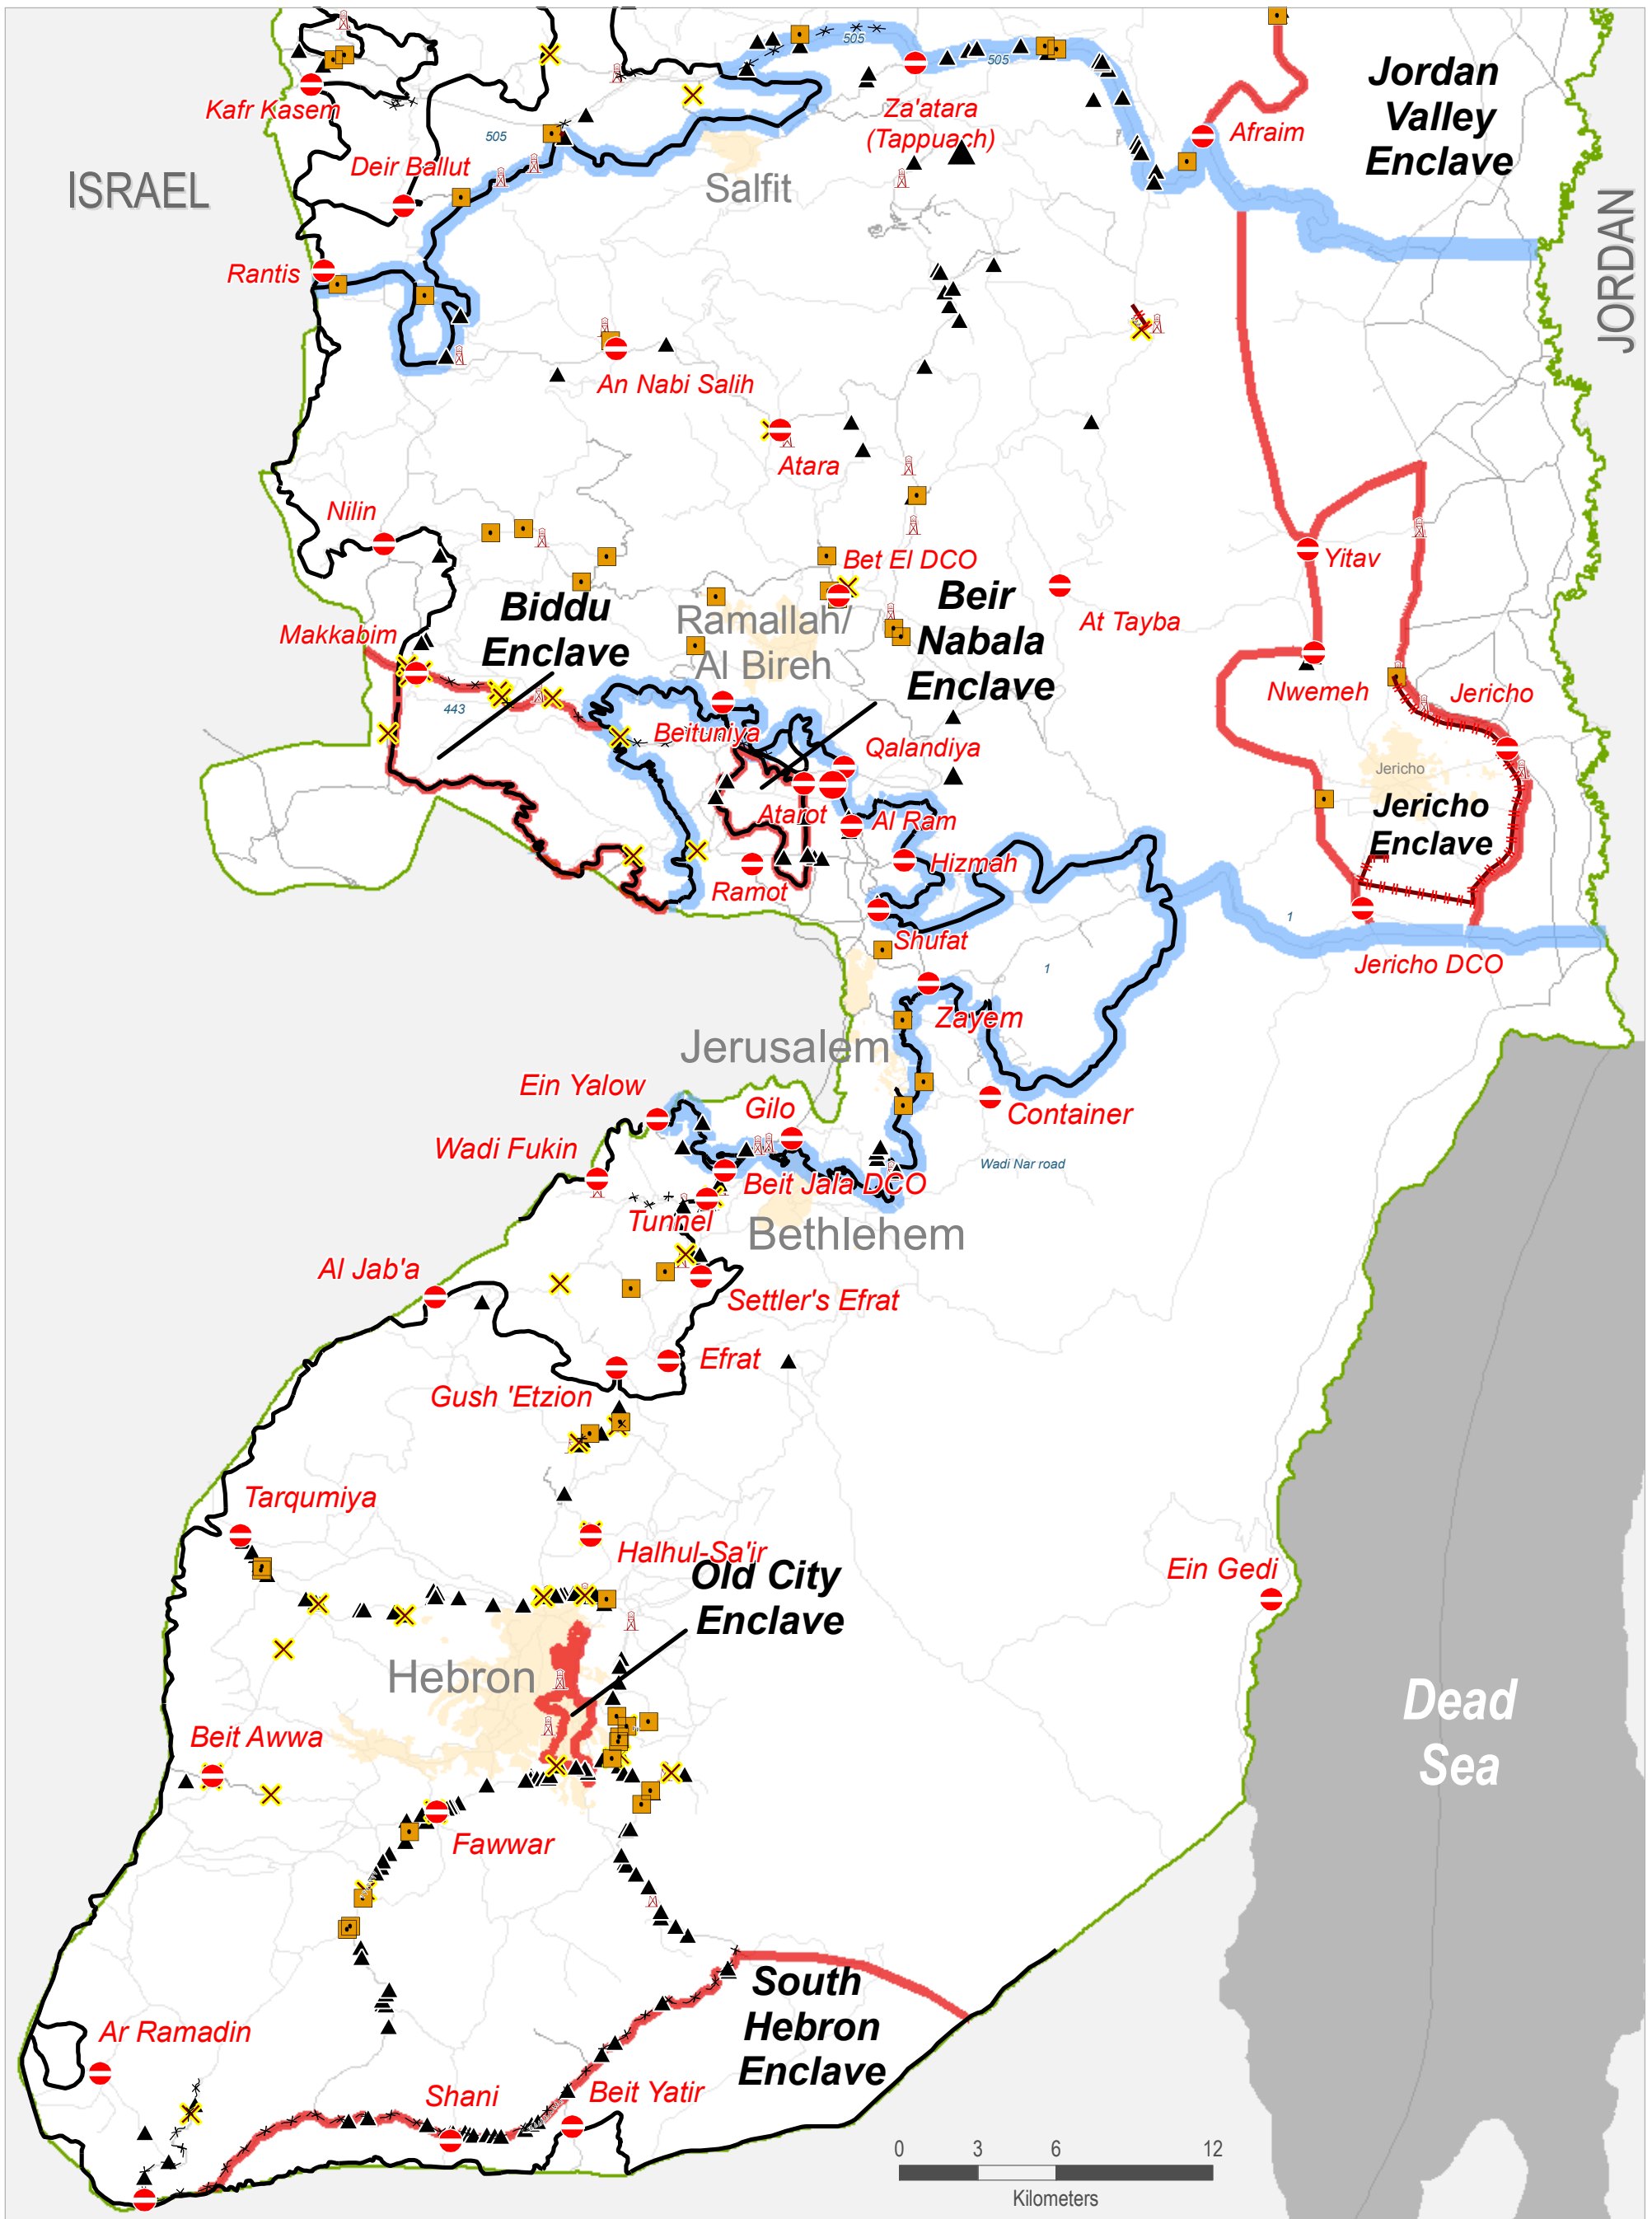 505
505
Jordan
Valley
Enclave
Kafr Kasem
Za'atara
(Tappuach)
Afraim
505
Deir Ballut
ISRAEL
Salfit
JORDAN
Rantis
An Nabi Salih
Atara
Nilin
Bet El DCO
Yitav
Biddu
Enclave
Ramallah/
Al Bireh
Beir
Nabala
Enclave
At Tayba
Makkabim
Nwemeh
Jericho
443
Beituniya
Qalandiya
Jericho
Jericho
Enclave
Atarot
Al Ram
Hizmah
Ramot
1
Shufat
1
Jericho DCO
Zayem
Jerusalem
Ein Yalow
Gilo
Container
Wadi Fukin
Wadi Nar road
Beit Jala DCO
Tunnel
Bethlehem
Al Jab'a
Settler's Efrat
Efrat
Gush 'Etzion
Tarqumiya
Halhul-Sa'ir
Old City
Enclave
Ein Gedi
Hebron
Dead
Sea
Beit Awwa
Fawwar
South
Hebron
Enclave
Ar Ramadin
Shani
Beit Yatir
0 3 6 12
Kilometers